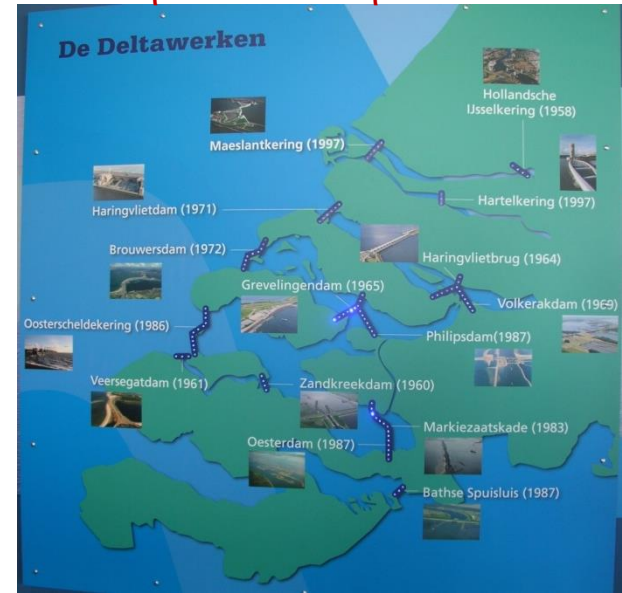 De Deltawerken
Hollandsche
IJsselkering (1958)
Maeslantkering (1997)
Hartelkering (1997)
Haringvlietdam (1971)
Brouwersdam (1972)
Haringvlietbrug (1964)
Grevelingendam (1965)
Volkerakdam (1969)
Oosterscheldekering (1986)
Philipsdam(1987)
Veersegatdam (1961)
Zandkreekdam (1960)
Markiezaatskade (1983)
Oesterdam (1987)
Bathse Spuisluis (1987)